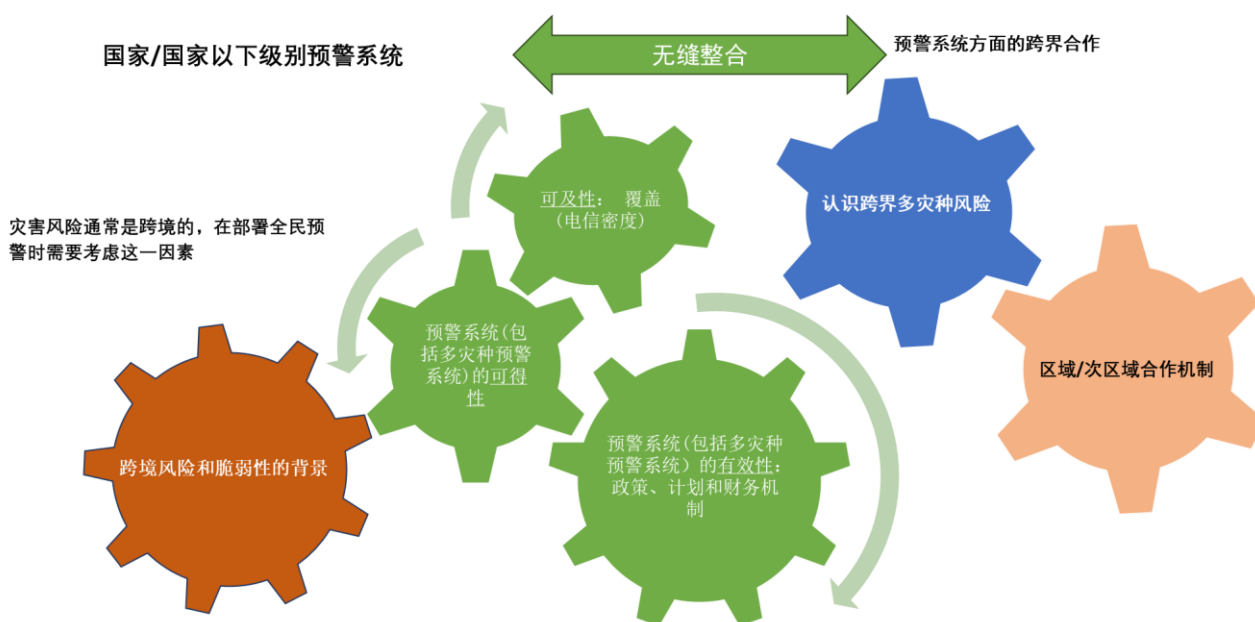 国家/国家以下级别预警系统
无缝整合
预警系统方面的跨界合作
灾害风险通常是跨境的，在部署全民预
警时需要考虑这一因素
可及性： 覆盖
(电信密度)
认识跨界多灾种风险
预警系统(包
括多灾种预警
系统)的可得
性
区域/次区域合作机制
跨境风险和脆弱性的背景
预警系统(包括多灾种
预警系统）的有效性：
政策、计划和财务机
制